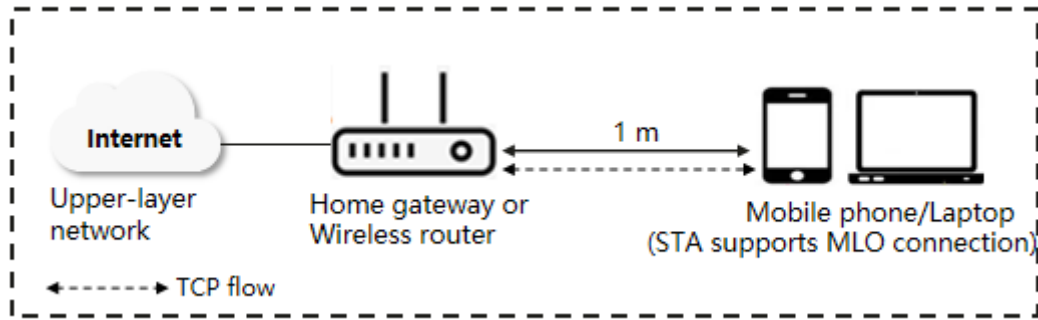 Internet
Upper-layer
network
Home gateway or
Wireless router
1 m
Mobile phone/Laptop
(STA supports MLO connection)
TCP flow